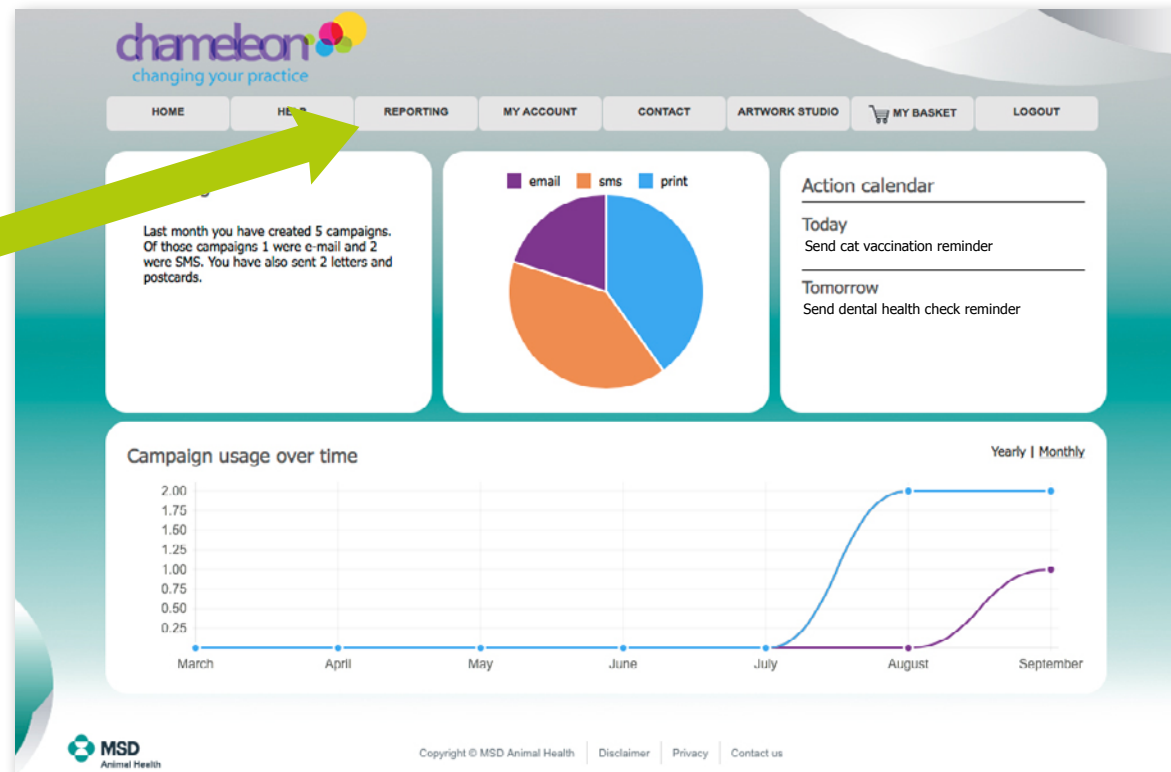 chameleon
changing your practice
HOME
REPORTING
MY ACCOUNT
CONTACT
ARTWORK STUDIO
MY BASKET
LOGOUT
Last month you have created 5 campaigns.
Of those campaigns 1 were e-mail and 2
were SMS. You have also sent 2 letters and
postcards.
email sms print
Action calendar
Today
Send cat vaccination reminder
Tomorrow
Send dental health check reminder
Campaign usage over time
Yearly | Monthly
2.00
1.75
1.50
1.25
1.00
0.75
0.50
0.25
March April May June July August September
MSD
Animal Health
Copyright © MSD Animal Health Disclaimer Privacy Contact us